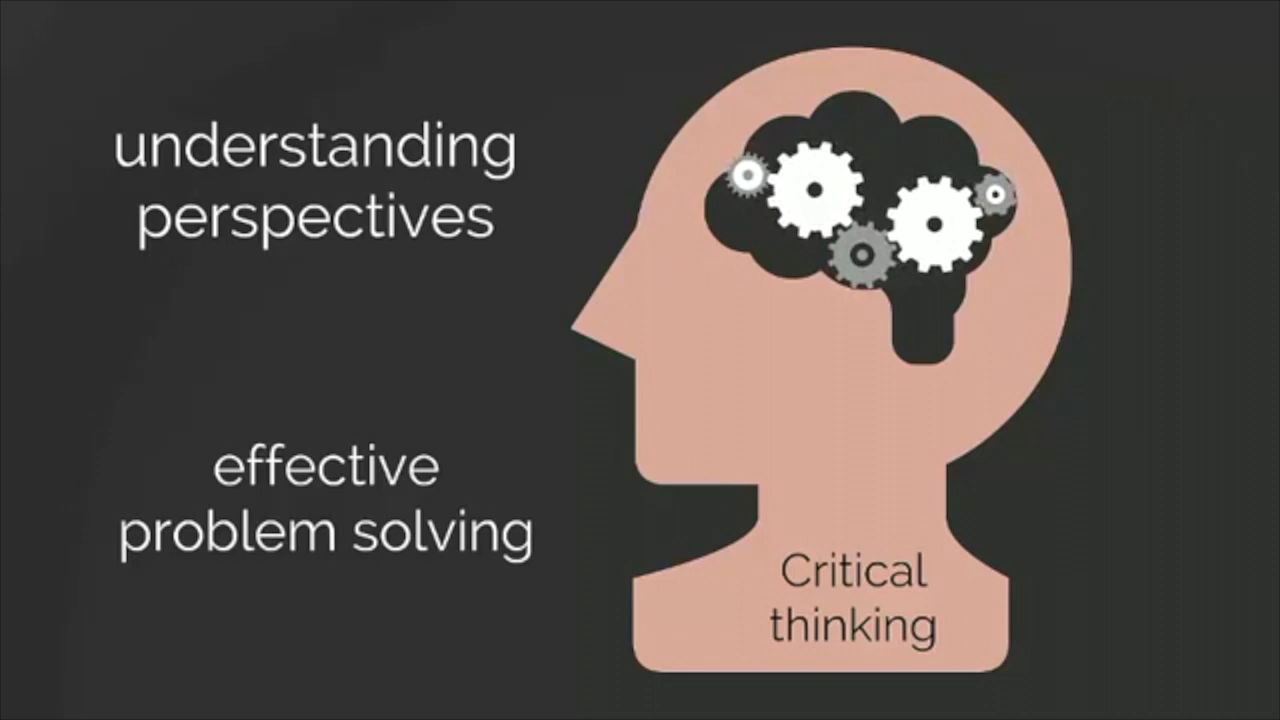 understanding
perspectives
effective
problem solving
Critical
thinking